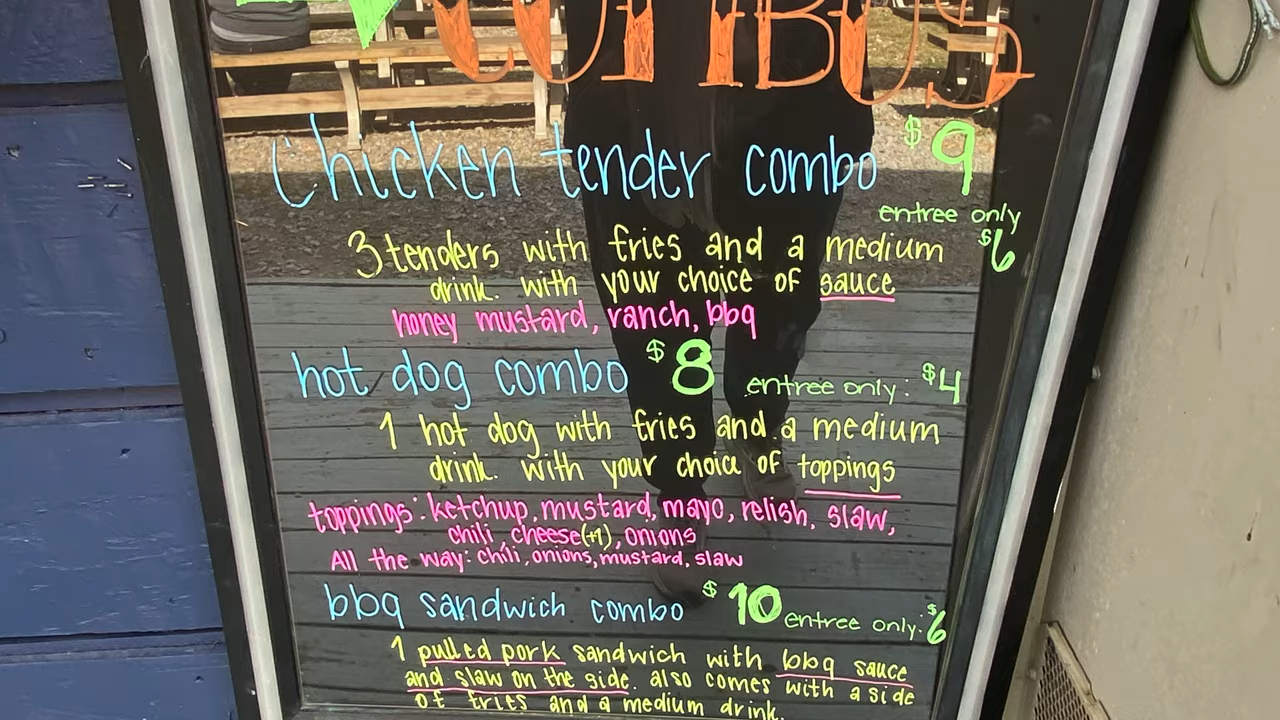 COMBOS
Chicken tender combo $9
entree only $6
3 tenders with fries and a medium
drink. with your choice of sauce
honey mustard, ranch, bbq
hot dog combo $8 entree only: $4
1 hot dog with fries and a medium
drink. with your choice of toppings
toppings: ketchup, mustard, mayo, relish, slaw,
chili, cheese(+1), onions
All the way: chili, onions, mustard, slaw
bbq sandwich combo $10 entree only: $6
1 pulled pork sandwich with bbq sauce
and slaw on the side. also comes with a side
of fries and a medium drink.